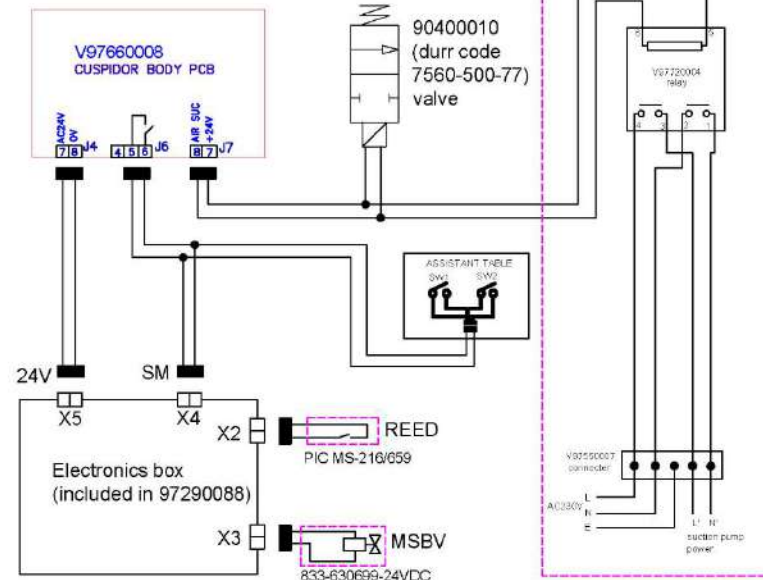 V97660008
CUSPIDOR BODY PCB
AC24V
0V
7 8
J4
4 5 6
J6
AIR SUC
+24V
8 7
J7
90400010
(durr code
7560-500-77)
valve
V97720004
relay
4 3 2 1
ASSISTANT TABLE
SW1
SW2
24V
SM
X5
X4
X2
REED
PIC MS-216/659
Electronics box
(included in 97290088)
X3
MSBV
833-630699-24VDC
connecter
L
AC230V
N
E
L' N'
suction pump
power